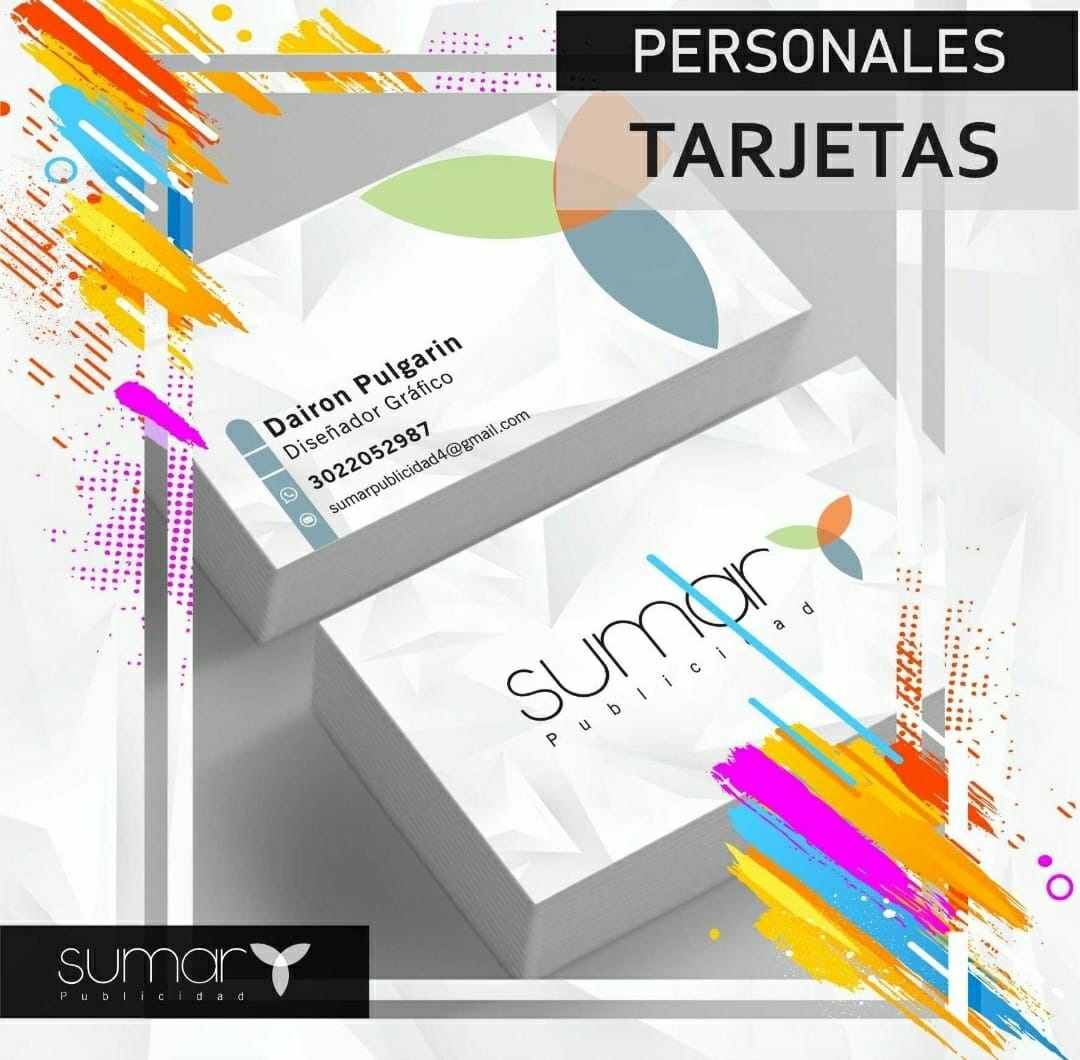 PERSONALES
TARJETAS
Dairon Pulgarin
Diseñador Gráfico
3022052987
sumarpublicidad4@gmail.com
sumar
Publicidad
sumar
Publicidad